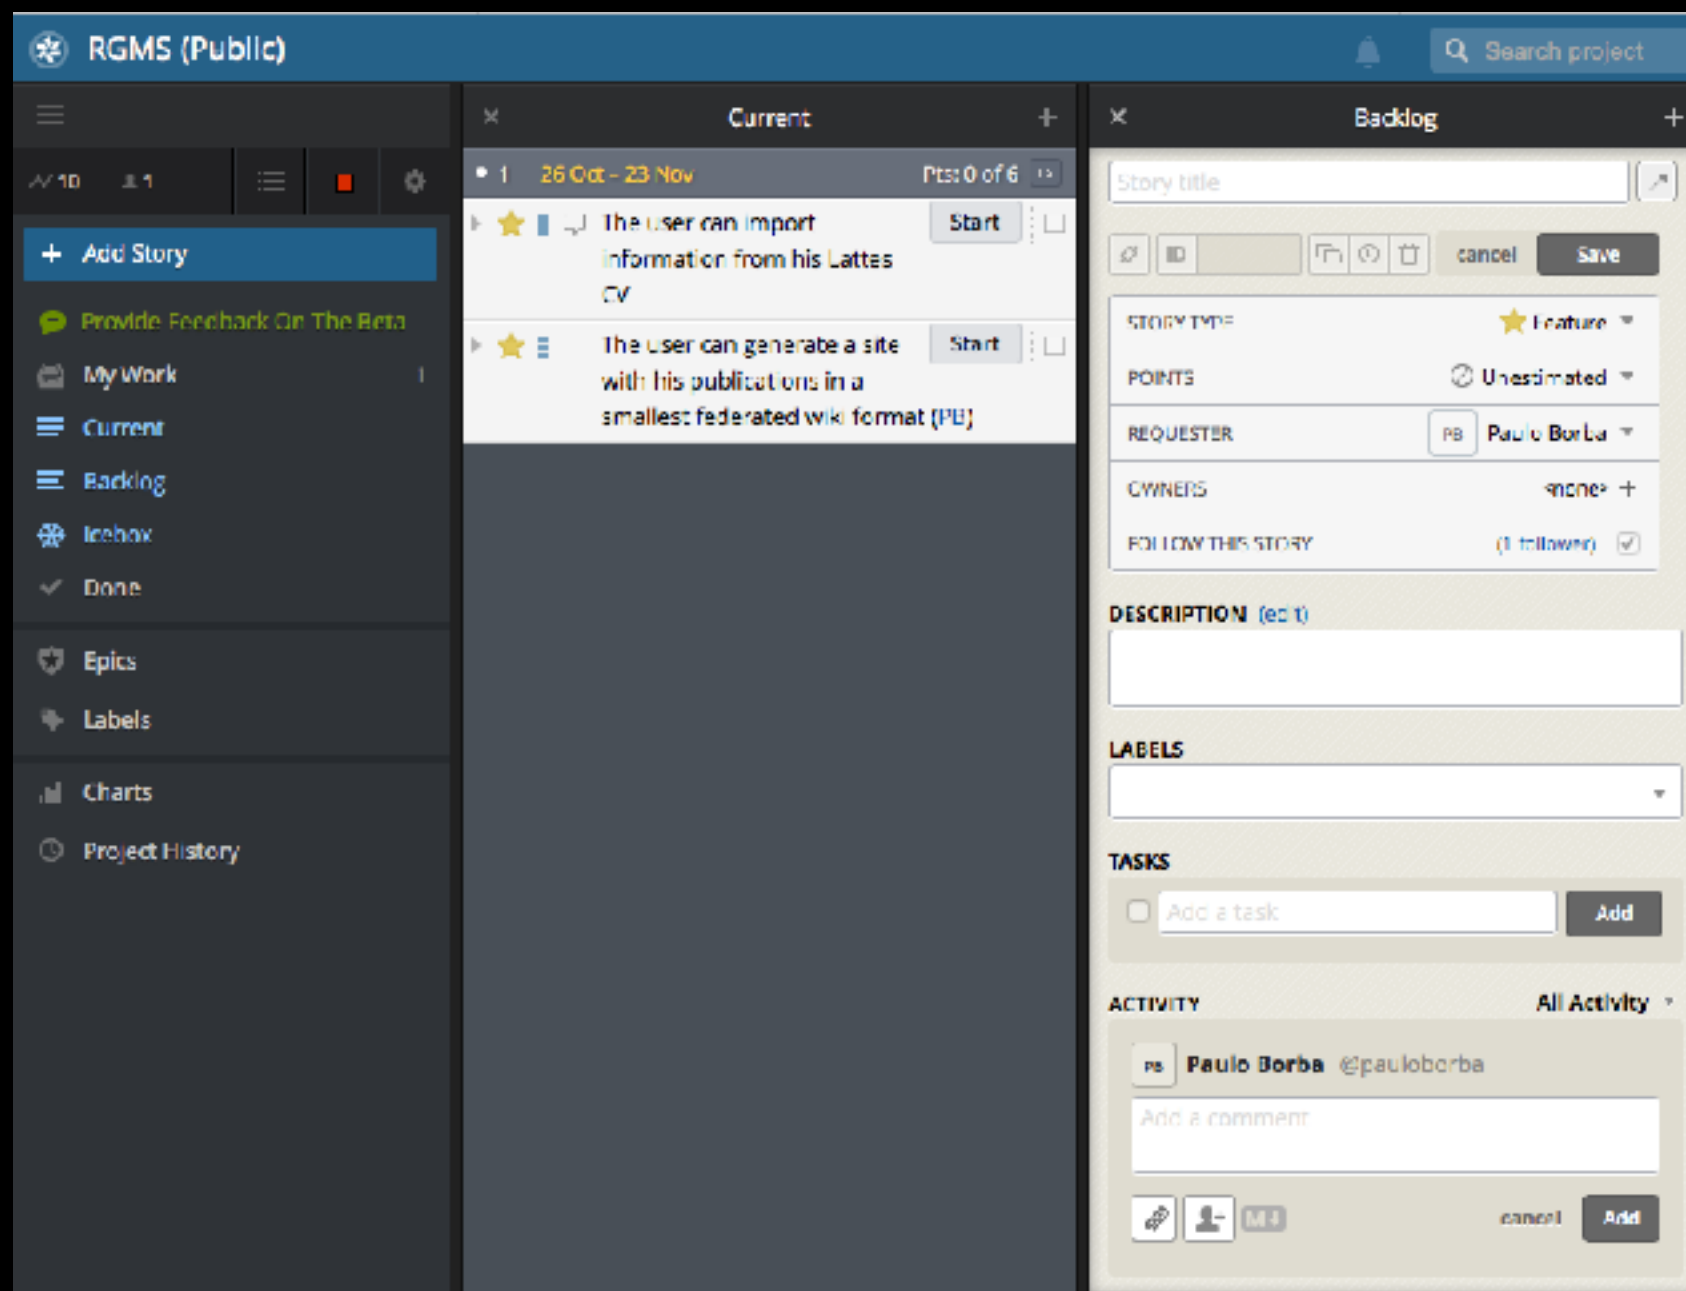 RGMS (Public)
Search project
10
1
Add Story
Provide Feedback On The Beta
My Work 1
Current
Backlog
Icebox
Done
Epics
Labels
Charts
Project History
Current
1 26 Oct - 23 Nov Pts: 0 of 6
The user can import
information from his Lattes
CV
Start
The user can generate a site
with his publications in a
smallest federated wiki format (PB)
Start
Backlog
Story title
ID
cancel Save
STORY TYPE Feature
POINTS Unestimated
REQUESTER PB Paulo Borba
OWNERS <none>
FOLLOW THIS STORY (1 follower)
DESCRIPTION (edit)
LABELS
TASKS
Add a task
Add
ACTIVITY All Activity
PB Paulo Borba @pauloborba
Add a comment
M
cancel Add